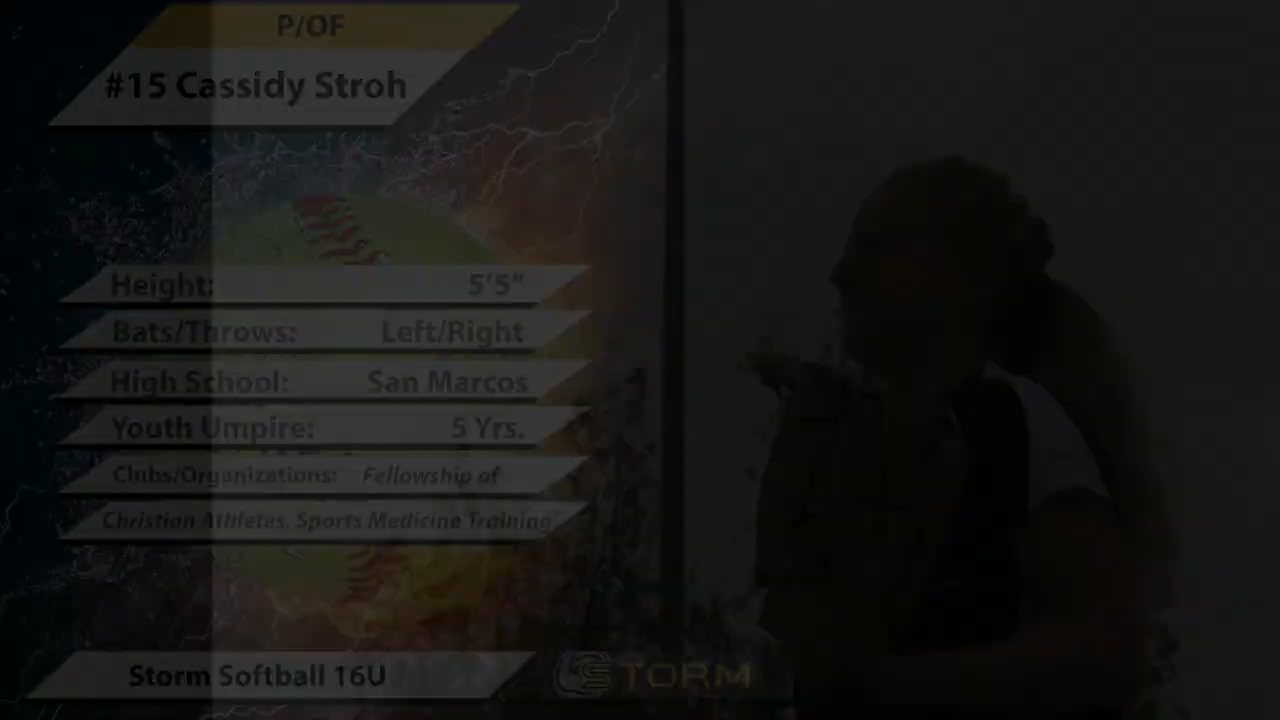 P/OF
#15 Cassidy Stroh
Height: 5'5"
Bats/Throws: Left/Right
High School: San Marcos
Youth Umpire: 5 Yrs.
Clubs/Organizations: Fellowship of
Christian Athletes, Sports Medicine Training
Storm Softball 16U
STORM